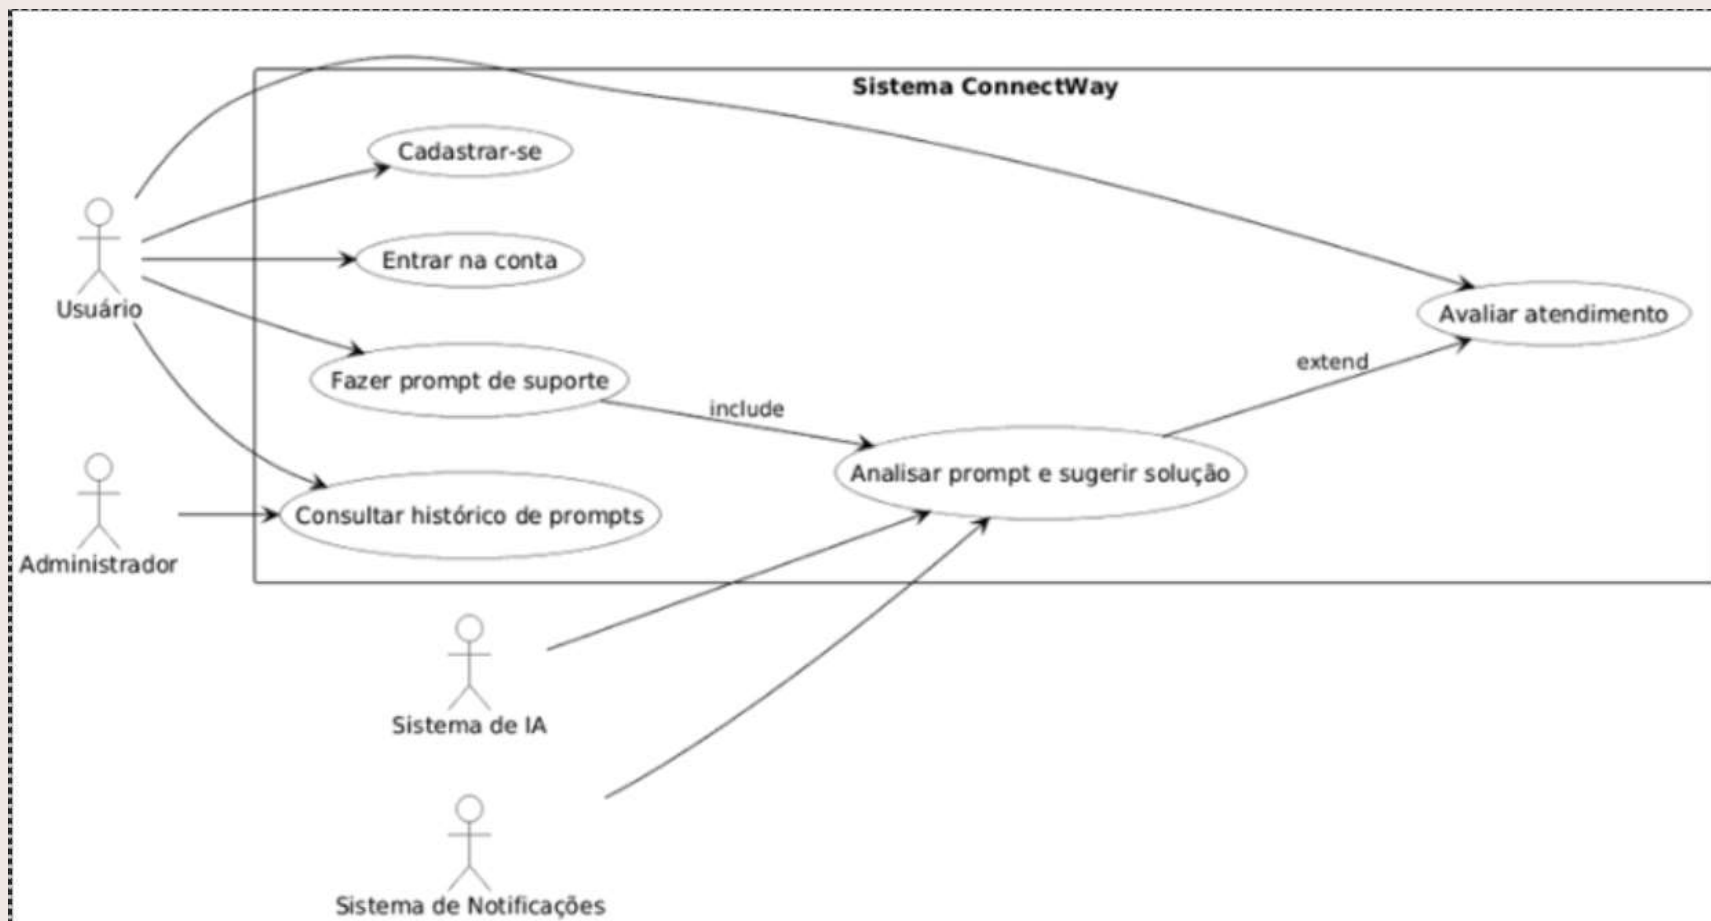 Sistema ConnectWay
Cadastrar-se
Entrar na conta
Usuário
Avaliar atendimento
extend
Fazer prompt de suporte
include
Analisar prompt e sugerir solução
Consultar histórico de prompts
Administrador
Sistema de IA
Sistema de Notificações